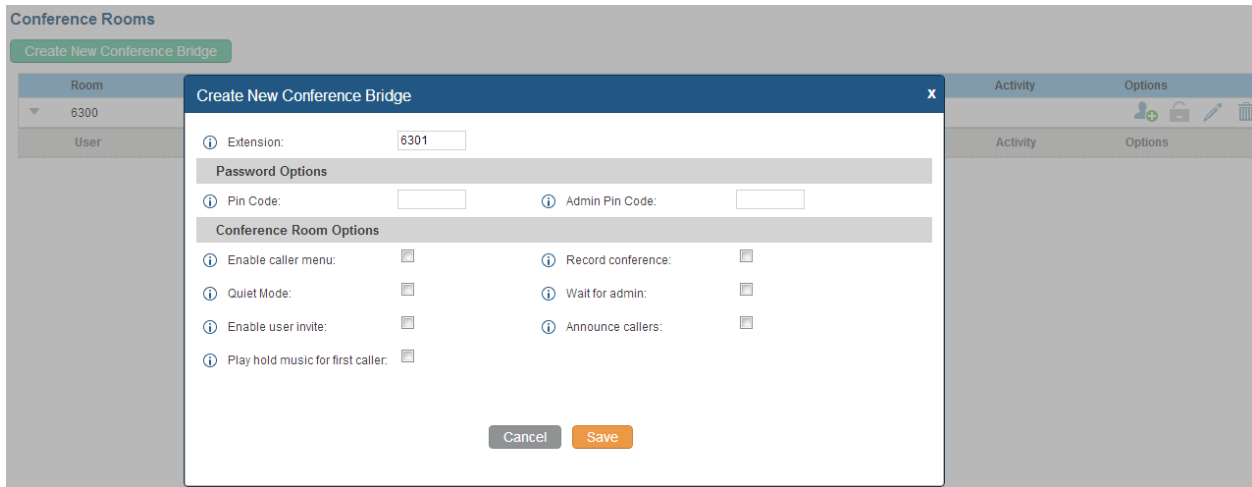 Conference Rooms
Create New Conference Bridge
Room Activity Options
Create New Conference Bridge x
6300
Extension: 6301
User Activity Options
Password Options
Pin Code: Admin Pin Code:
Conference Room Options
Enable caller menu: Record conference:
Quiet Mode: Wait for admin:
Enable user invite: Announce callers:
Play hold music for first caller:
Cancel Save